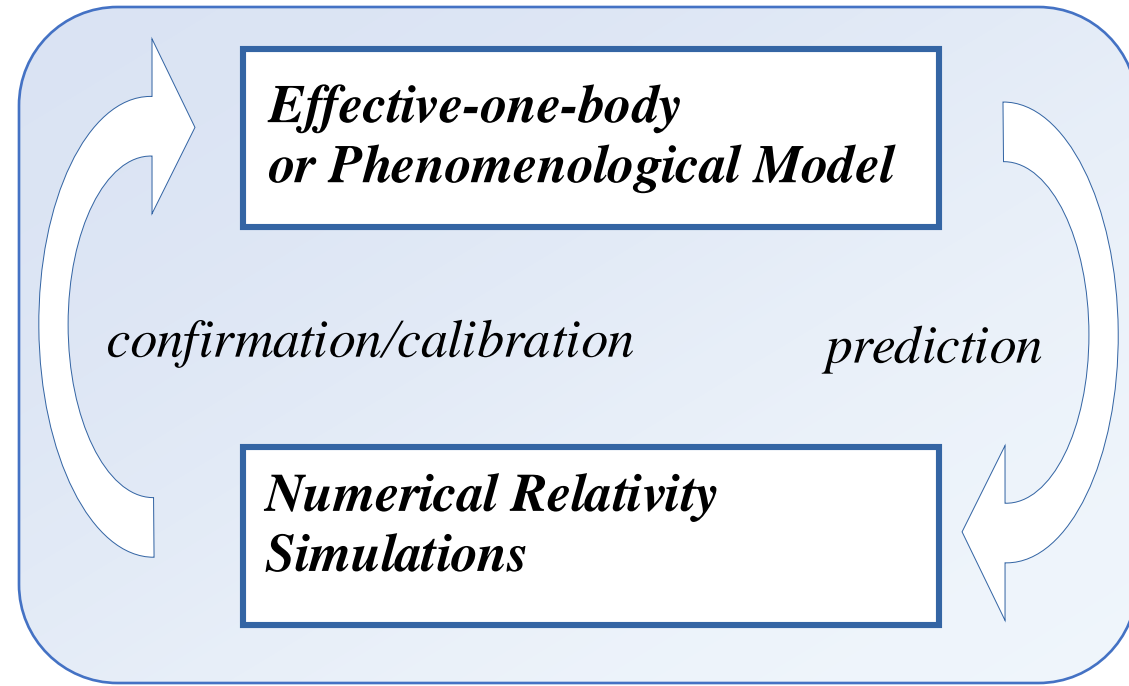 Effective-one-body
or Phenomenological Model
confirmation/calibration
prediction
Numerical Relativity
Simulations